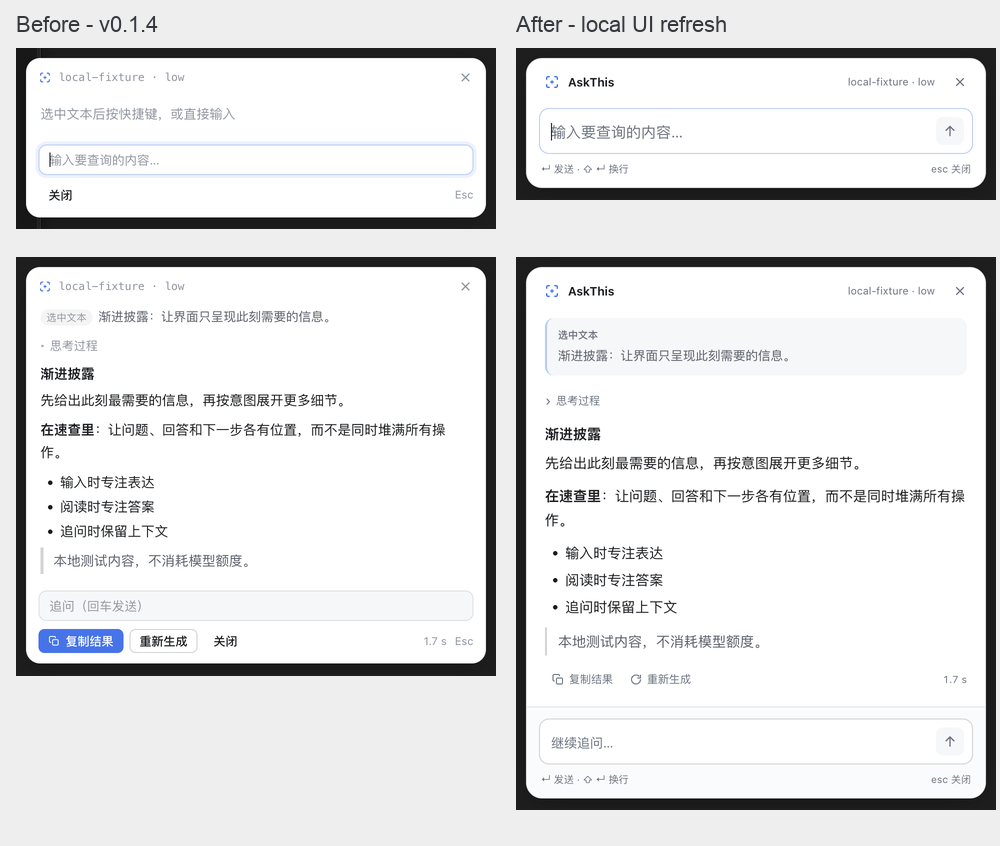 Before - v0.1.4
local-fixture · low
选中文本后按快捷键，或直接输入
输入要查询的内容…
关闭 Esc
After - local UI refresh
AskThis local-fixture · low
输入要查询的内容…
↵ 发送 · ⇧ ↵ 换行 esc 关闭
local-fixture · low
选中文本 渐进披露：让界面只呈现此刻需要的信息。
· 思考过程
渐进披露
先给出此刻最需要的信息，再按意图展开更多细节。
在速查里：让问题、回答和下一步各有位置，而不是同时堆满所有操
作。
• 输入时专注表达
• 阅读时专注答案
• 追问时保留上下文
本地测试内容，不消耗模型额度。
追问（回车发送）
复制结果 重新生成 关闭 1.7 s Esc
AskThis local-fixture · low
选中文本
渐进披露：让界面只呈现此刻需要的信息。
› 思考过程
渐进披露
先给出此刻最需要的信息，再按意图展开更多细节。
在速查里：让问题、回答和下一步各有位置，而不是同时堆满所有操
作。
• 输入时专注表达
• 阅读时专注答案
• 追问时保留上下文
本地测试内容，不消耗模型额度。
复制结果 重新生成 1.7 s
继续追问…
↵ 发送 · ⇧ ↵ 换行 esc 关闭